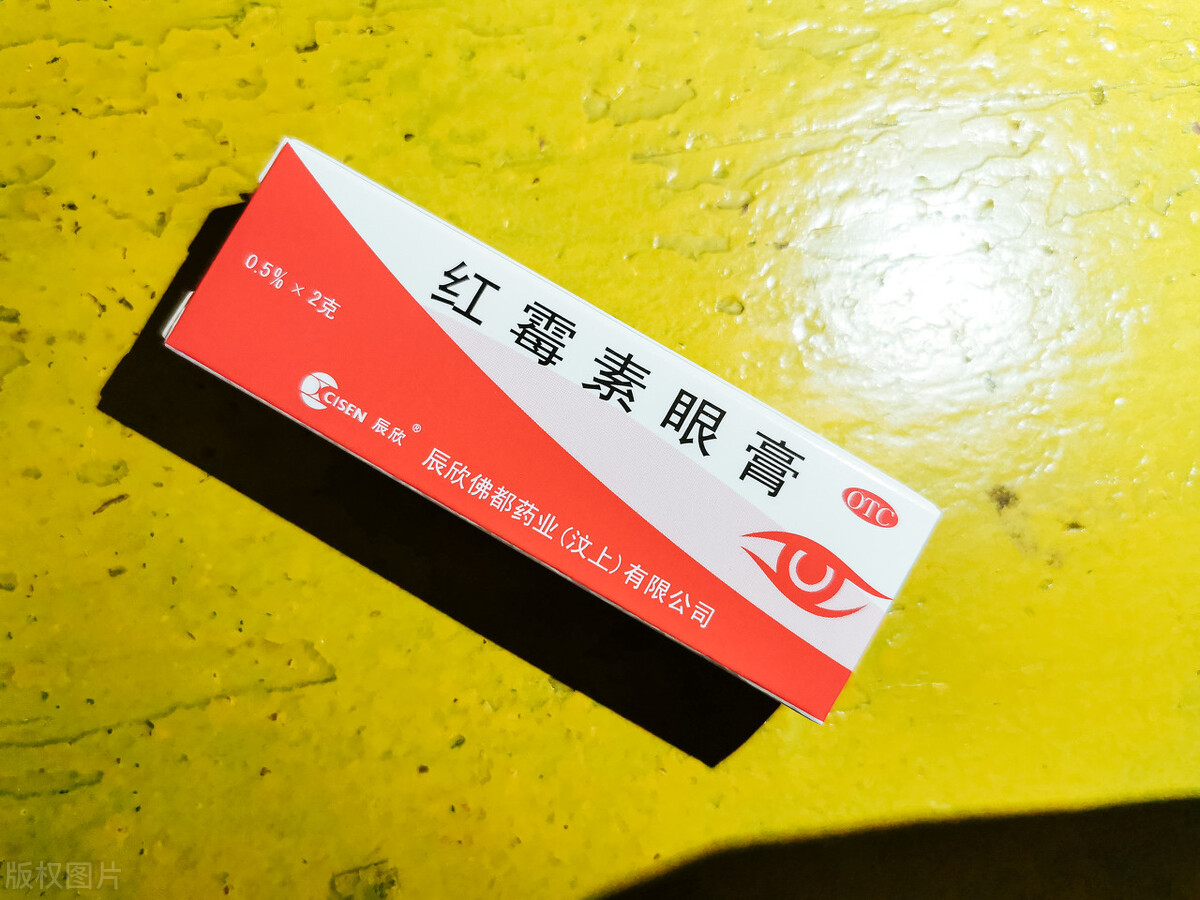 红霉素眼膏
OTC
0.5% × 2克
CISEN 辰欣®
辰欣佛都药业(汶上)有限公司
版权图片